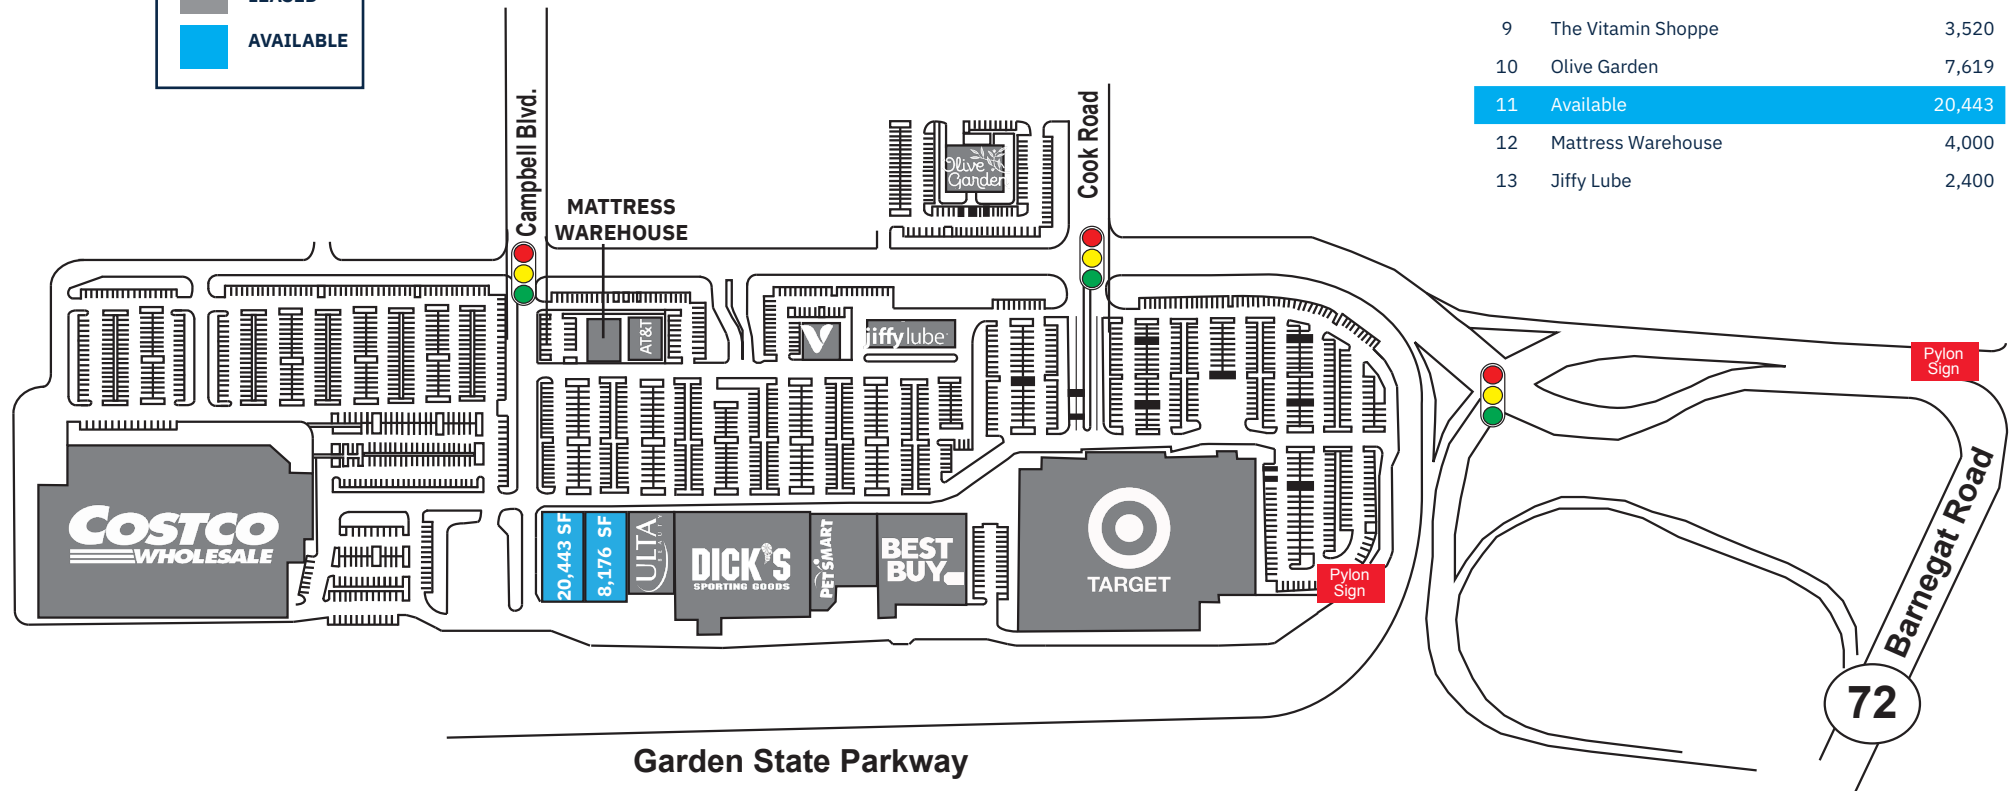 AVAILABLE
9 The Vitamin Shoppe 3,520
10 Olive Garden 7,619
11 Available 20,443
12 Mattress Warehouse 4,000
13 Jiffy Lube 2,400
Campbell Blvd.
Cook Road
Olive
Garden
MATTRESS
WAREHOUSE
AT&T
V
jiffylube
Pylon
Sign
COSTCO
WHOLESALE
20,443 SF
8,176 SF
ULTA
BEAUTY
DICK'S
SPORTING GOODS
PETSMART
BEST
BUY
TARGET
Pylon
Sign
Barnegat Road
72
Garden State Parkway